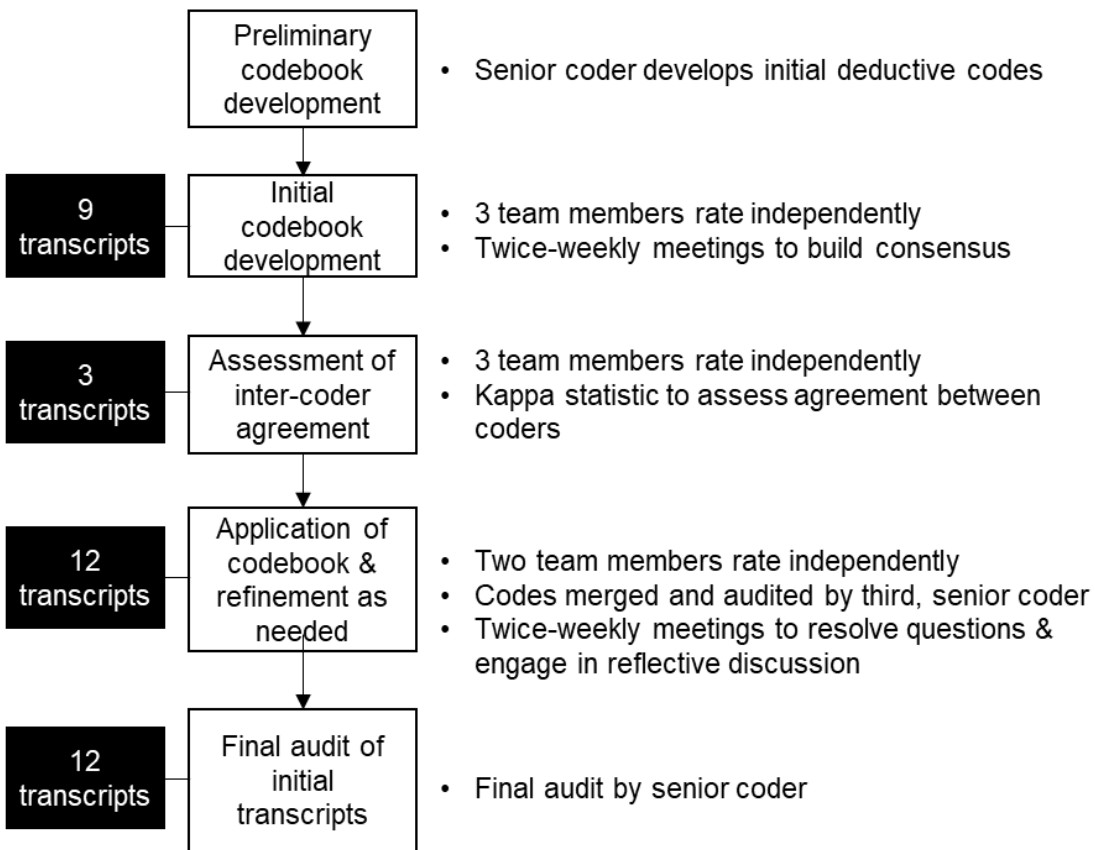 Preliminary
codebook
development
• Senior coder develops initial deductive codes
9
transcripts
Initial
codebook
development
• 3 team members rate independently
• Twice-weekly meetings to build consensus
3
transcripts
Assessment of
inter-coder
agreement
• 3 team members rate independently
• Kappa statistic to assess agreement between
coders
12
transcripts
Application of
codebook &
refinement as
needed
• Two team members rate independently
• Codes merged and audited by third, senior coder
• Twice-weekly meetings to resolve questions &
engage in reflective discussion
12
transcripts
Final audit of
initial
transcripts
• Final audit by senior coder